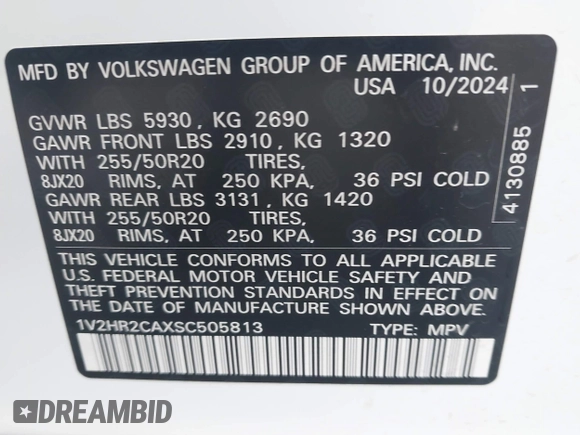 MFD BY VOLKSWAGEN GROUP OF AMERICA, INC.
USA 10/2024
GVWR LBS 5930 , KG 2690
GAWR FRONT LBS 2910 , KG 1320
WITH 255/50R20 TIRES,
8JX20 RIMS, AT 250 KPA, 36 PSI COLD
GAWR REAR LBS 3131 , KG 1420
WITH 255/50R20 TIRES,
8JX20 RIMS, AT 250 KPA, 36 PSI COLD
THIS VEHICLE CONFORMS TO ALL APPLICABLE
U.S. FEDERAL MOTOR VEHICLE SAFETY AND
THEFT PREVENTION STANDARDS IN EFFECT ON
THE DATE OF MANUFACTURE SHOWN ABOVE.
1V2HR2CAXSC505813 TYPE: MPV
4130885 1
DREAMBID